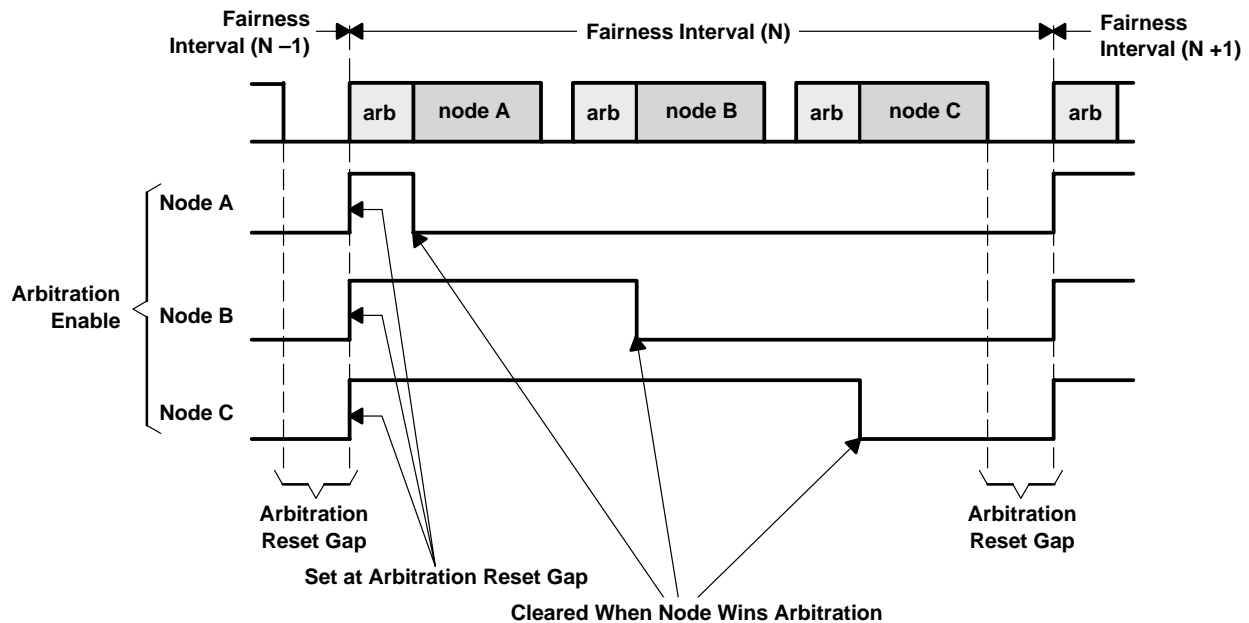 Fairness
Interval (N –1)
Fairness Interval (N)
Fairness
Interval (N +1)
arb
node A
arb
node B
arb
node C
arb
Arbitration
Enable
Node A
Node B
Node C
Arbitration
Reset Gap
Arbitration
Reset Gap
Set at Arbitration Reset Gap
Cleared When Node Wins Arbitration